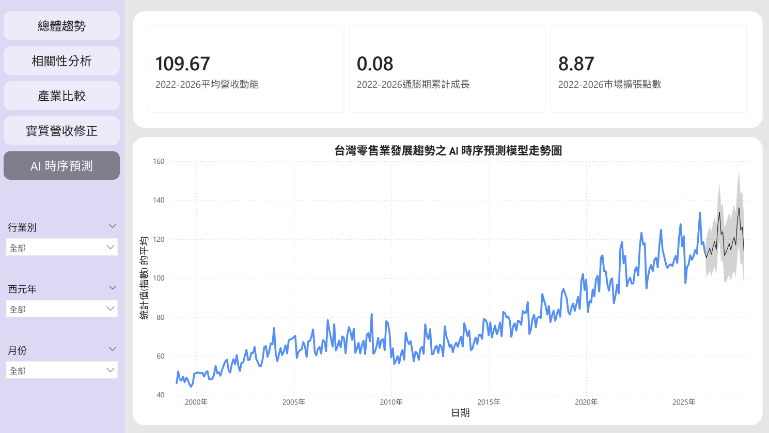 總體趨勢
相關性分析
產業比較
實質營收修正
AI 時序預測
行業別
全部
西元年
全部
月份
全部
109.67
2022-2026平均營收動能
0.08
2022-2026通膨期累計成長
8.87
2022-2026市場擴張點數
台灣零售業發展趨勢之 AI 時序預測模型走勢圖
統計值(指數) 的平均
160
140
120
100
80
60
40
2000年
2005年
2010年
2015年
2020年
2025年
日期